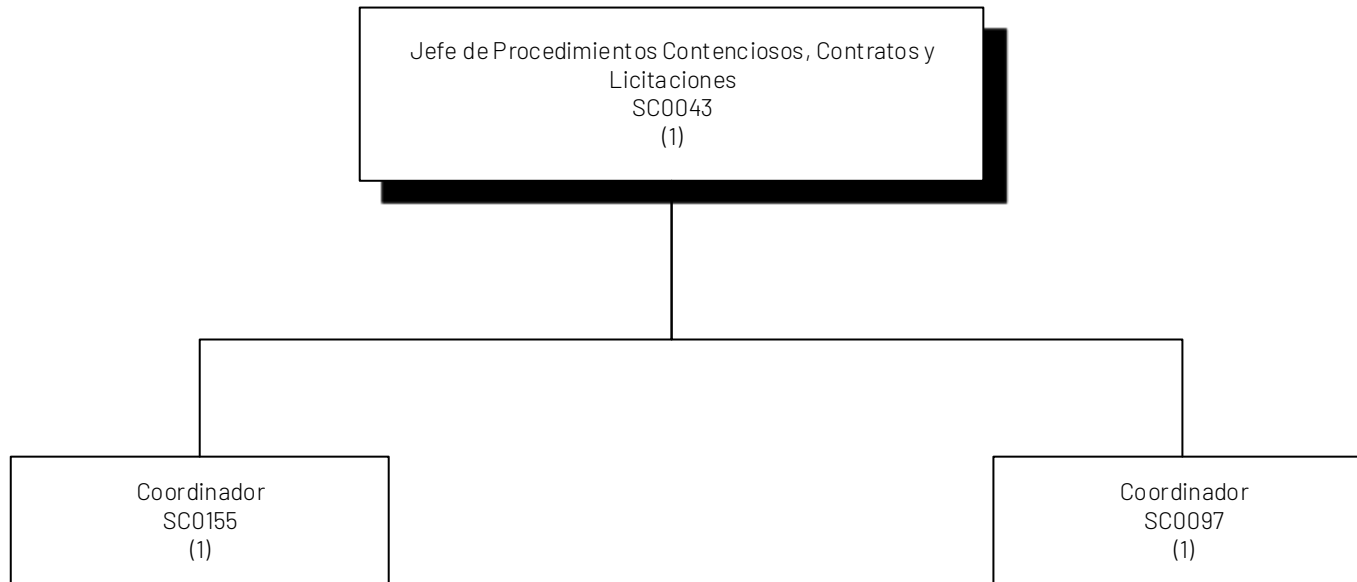 Jefe de Procedimientos Contenciosos, Contratos y
Licitaciones
SC0043
(1)
Coordinador
SC0155
(1)
Coordinador
SC0097
(1)